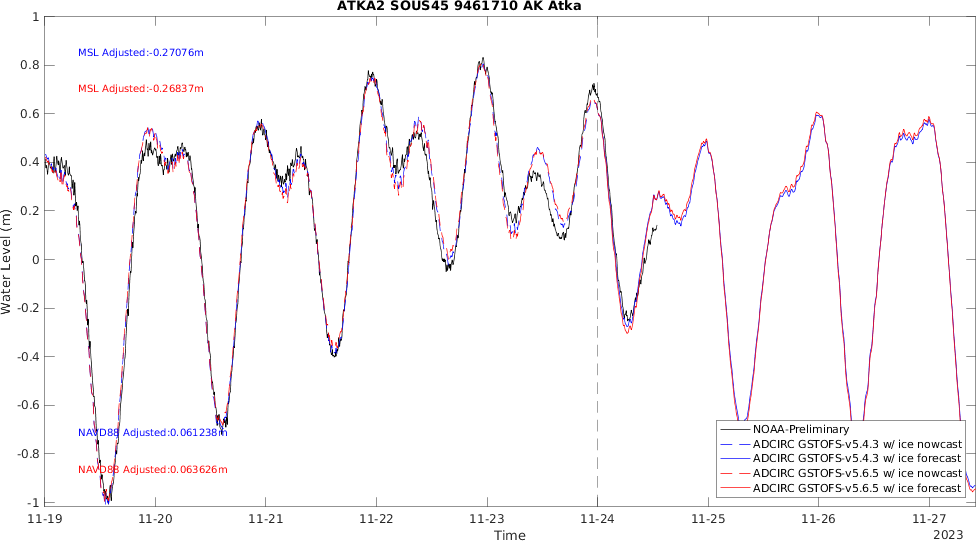 ATKA2 SOUS45 9461710 AK Atka
1
0.8
0.6
0.4
0.2
0
-0.2
-0.4
-0.6
-0.8
-1
Water Level (m)
MSL Adjusted:-0.27076m
MSL Adjusted:-0.26837m
NAVD88 Adjusted:0.061238m
NAVD88 Adjusted:0.063626m
NOAA-Preliminary
ADCIRC GSTOFS-v5.4.3 w/ ice nowcast
ADCIRC GSTOFS-v5.4.3 w/ ice forecast
ADCIRC GSTOFS-v5.6.5 w/ ice nowcast
ADCIRC GSTOFS-v5.6.5 w/ ice forecast
11-19 11-20 11-21 11-22 11-23 11-24 11-25 11-26 11-27
Time
2023